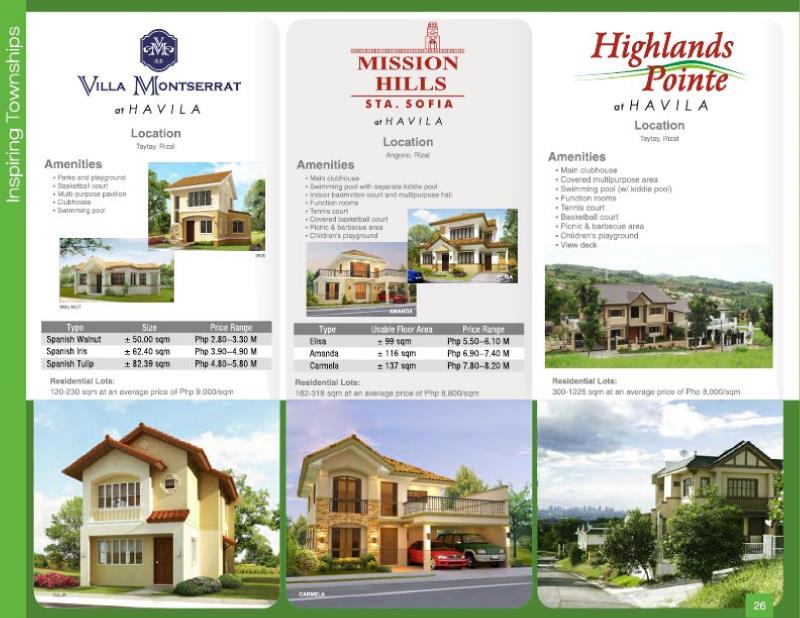 Inspiring Townships
VM
VILLA MONTSERRAT
at HAVILA
Location
Taytay, Rizal
Amenities
• Parks and playground
• Basketball court
• Multi-purpose pavilion
• Clubhouse
• Swimming pool
IRIS
WALNUT
Type Size Price Range
Spanish Walnut ± 50.00 sqm Php 2.80–3.30 M
Spanish Iris ± 62.40 sqm Php 3.90–4.90 M
Spanish Tulip ± 82.39 sqm Php 4.80–5.80 M
Residential Lots:
120-230 sqm at an average price of Php 9,000/sqm
TULIP
MISSION
HILLS
STA. SOFIA
at HAVILA
Location
Angono, Rizal
Amenities
• Main clubhouse
• Swimming pool with separate kiddie pool
• Indoor badminton court and multipurpose hall
• Function rooms
• Tennis court
• Covered basketball court
• Picnic & barbecue area
• Children's playground
AMANDA
Type Usable Floor Area Price Range
Elisa ± 99 sqm Php 5.50–6.10 M
Amanda ± 116 sqm Php 6.90–7.40 M
Carmela ± 137 sqm Php 7.80–8.20 M
Residential Lots:
162-318 sqm at an average price of Php 8,800/sqm
CARMELA
Highlands
Pointe
at HAVILA
Location
Taytay, Rizal
Amenities
• Main clubhouse
• Covered multipurpose area
• Swimming pool (w/ kiddie pool)
• Function rooms
• Tennis court
• Basketball court
• Picnic & barbecue area
• Children's playground
• View deck
Residential Lots:
300-1226 sqm at an average price of Php 8,000/sqm
26